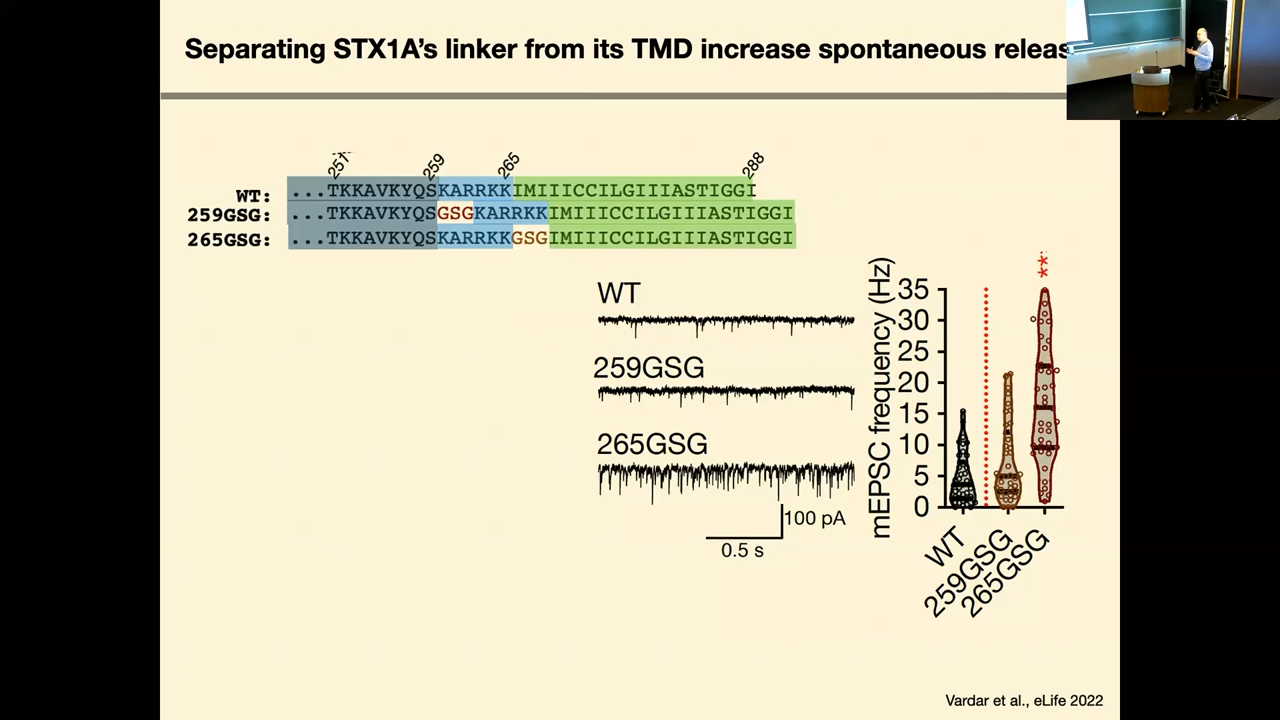 Separating STX1A's linker from its TMD increase spontaneous releas
251
259
265
288
WT: ...TKKAVKYQSKARRKKIMIIICCILGIIIASTIGGI
259GSG: ...TKKAVKYQSGSGKARRKKIMIIICCILGIIIASTIGGI
265GSG: ...TKKAVKYQSKARRKKGSGIMIIICCILGIIIASTIGGI
WT
259GSG
265GSG
100 pA
0.5 s
mEPSC frequency (Hz)
35
30
25
20
15
10
5
0
**
WT
259GSG
265GSG
Vardar et al., eLife 2022